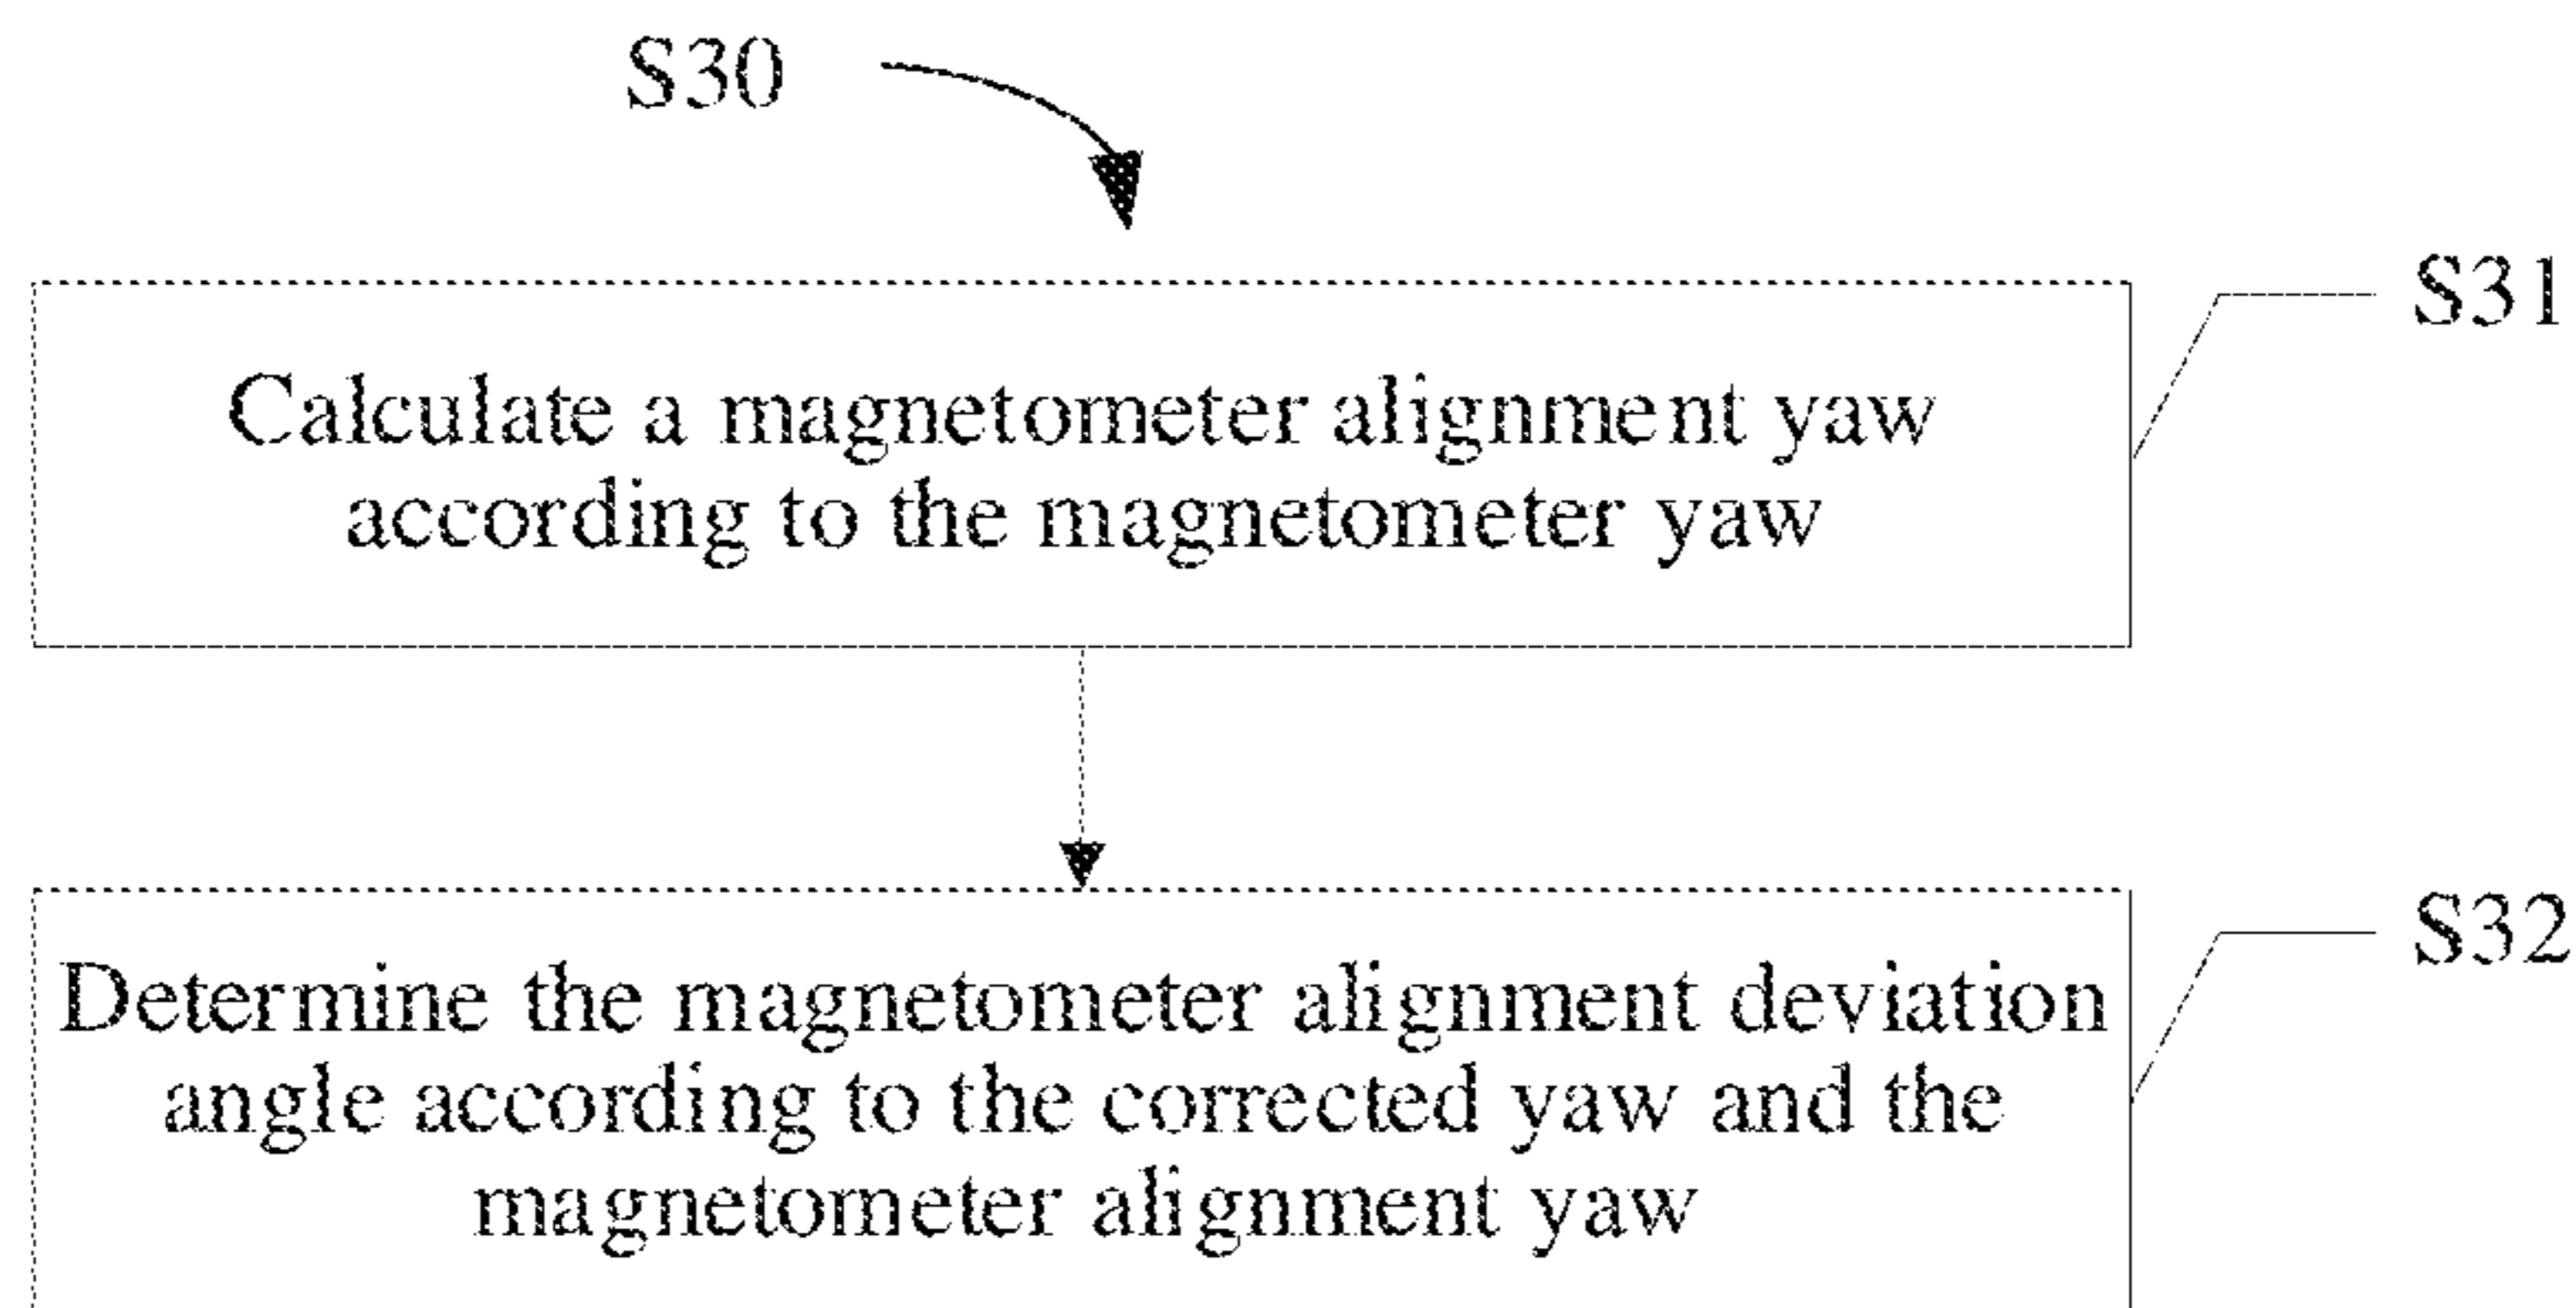 S30
S31
Calculate a magnetometer alignment yaw
according to the magnetometer yaw
S32
Determine the magnetometer alignment deviation
angle according to the corrected yaw and the
magnetometer alignment yaw